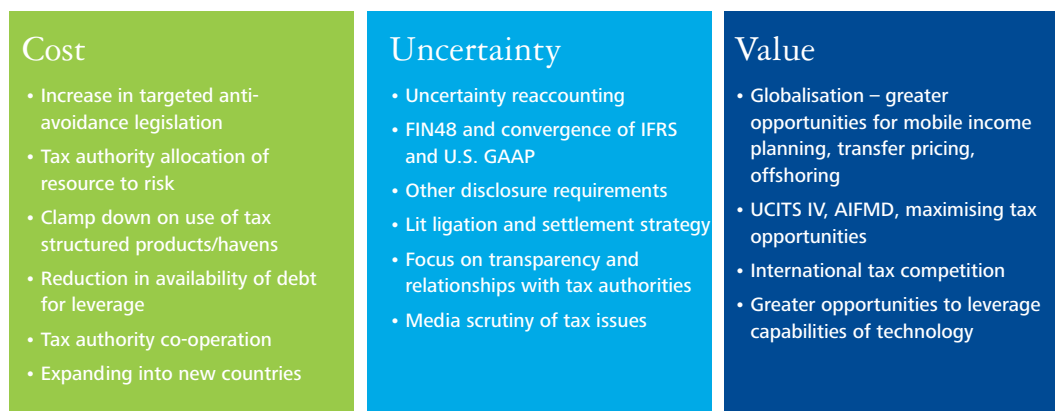 Cost
• Increase in targeted anti-
avoidance legislation
• Tax authority allocation of
resource to risk
• Clamp down on use of tax
structured products/havens
• Reduction in availability of debt
for leverage
• Tax authority co-operation
• Expanding into new countries
Uncertainty
• Uncertainty reaccounting
• FIN48 and convergence of IFRS
and U.S. GAAP
• Other disclosure requirements
• Lit ligation and settlement strategy
• Focus on transparency and
relationships with tax authorities
• Media scrutiny of tax issues
Value
• Globalisation – greater
opportunities for mobile income
planning, transfer pricing,
offshoring
• UCITS IV, AIFMD, maximising tax
opportunities
• International tax competition
• Greater opportunities to leverage
capabilities of technology